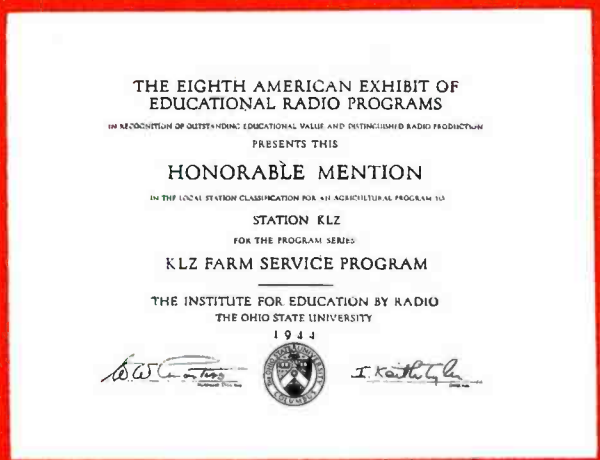 THE EIGHTH AMERICAN EXHIBIT OF
EDUCATIONAL RADIO PROGRAMS
IN RECOGNITION OF OUTSTANDING EDUCATIONAL VALUE AND DISTINGUISHED RADIO PRODUCTION
PRESENTS THIS
HONORABLE MENTION
IN THE LOCAL STATION CLASSIFICATION FOR AN AGRICULTURAL PROGRAM TO
STATION KLZ
FOR THE PROGRAM SERIES
KLZ FARM SERVICE PROGRAM
THE INSTITUTE FOR EDUCATION BY RADIO
THE OHIO STATE UNIVERSITY
1944
I. Keith Tyler